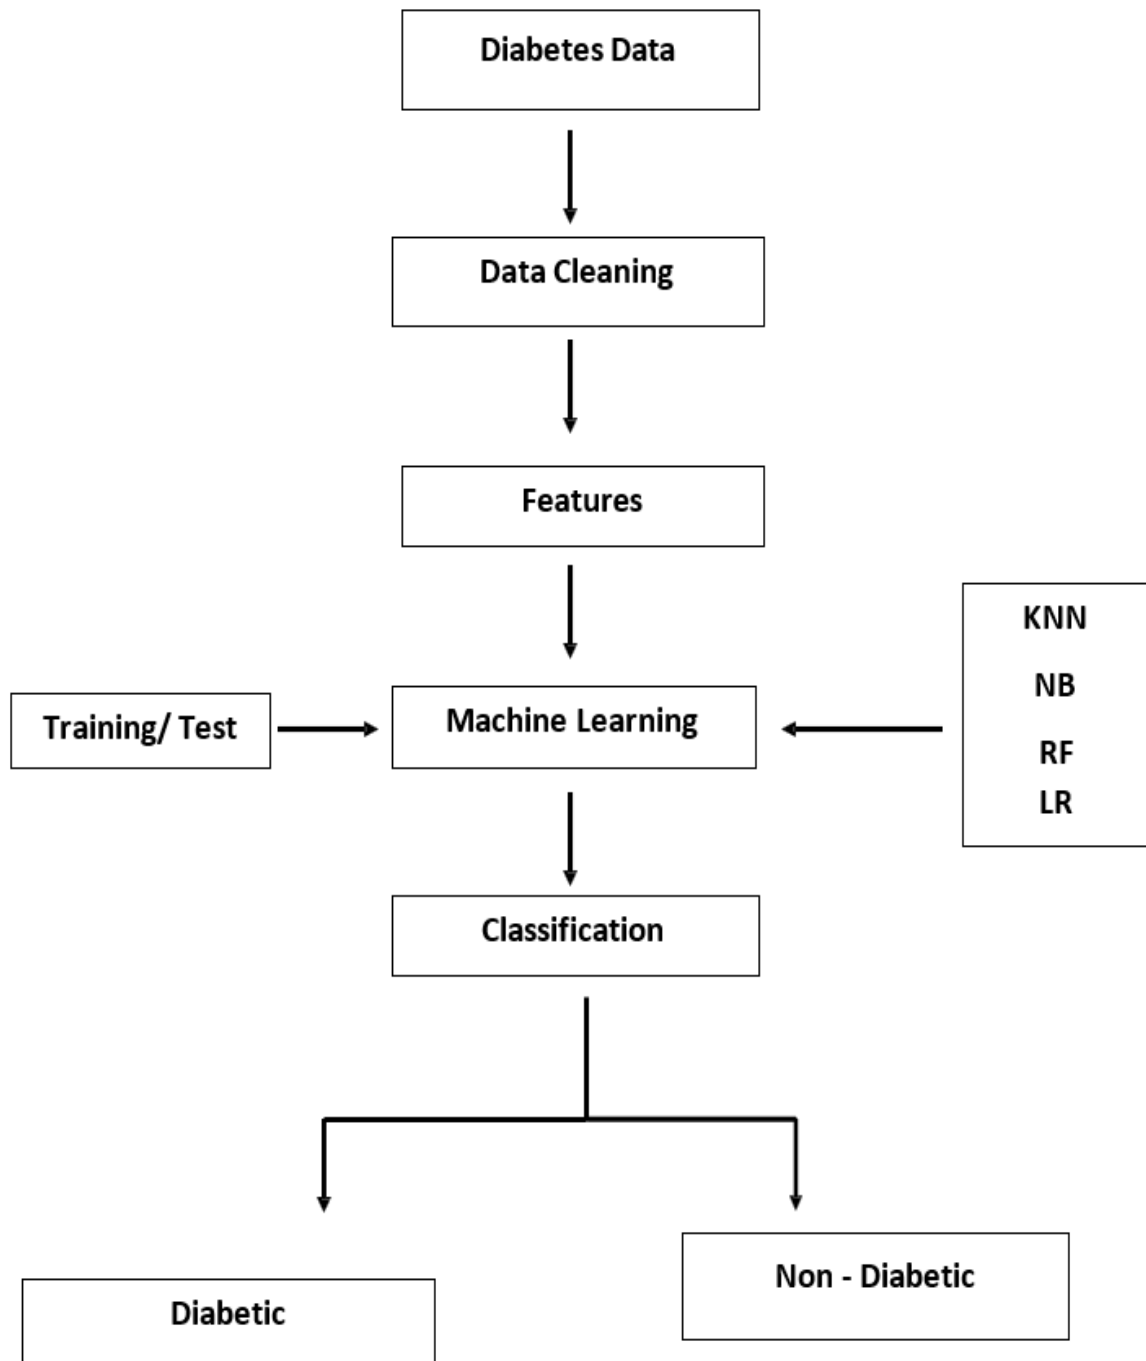 Diabetes Data
Data Cleaning
Features
KNN
NB
RF
LR
Training/ Test
Machine Learning
Classification
Non - Diabetic
Diabetic